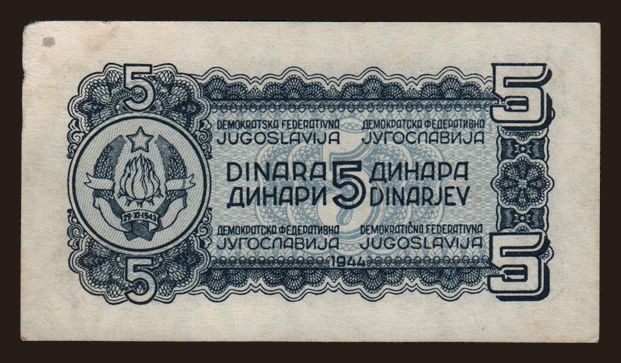 5
DEMOKRATSKA FEDERATIVNA ДЕМОКРАТСКА ФЕДЕРАТИВНА 5
JUGOSLAVIJA ЈУГОСЛАВИЈА
DINARA 5 ДИНАРА
ДИНАРИ DINARJEV
29·XI·1943
ДЕМОКРАТСКА ФЕДЕРАТИВНА DEMOKRATIČNA FEDERATIVNA
ЈУГОСЛАВИЈА JUGOSLAVIJA
1944
5 5